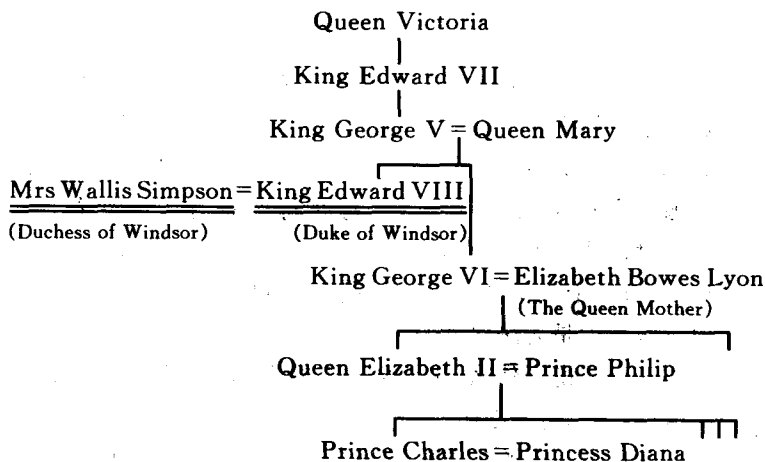 Queen Victoria
King Edward VII
King George V = Queen Mary
Mrs Wallis Simpson = King Edward VIII
(Duchess of Windsor) (Duke of Windsor)
King George VI = Elizabeth Bowes Lyon
(The Queen Mother)
Queen Elizabeth II = Prince Philip
Prince Charles = Princess Diana